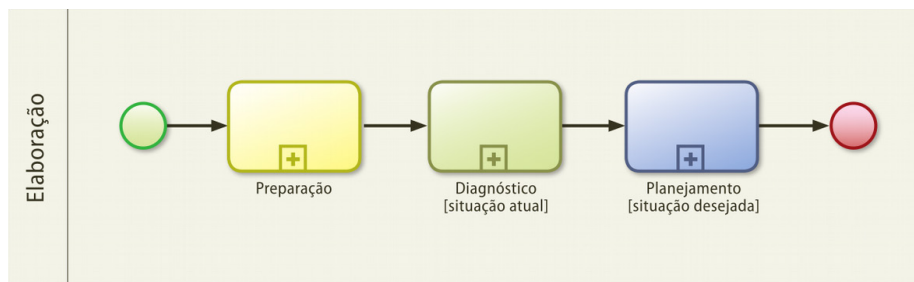 Elaboração
Preparação
Diagnóstico
[situação atual]
Planejamento
[situação desejada]